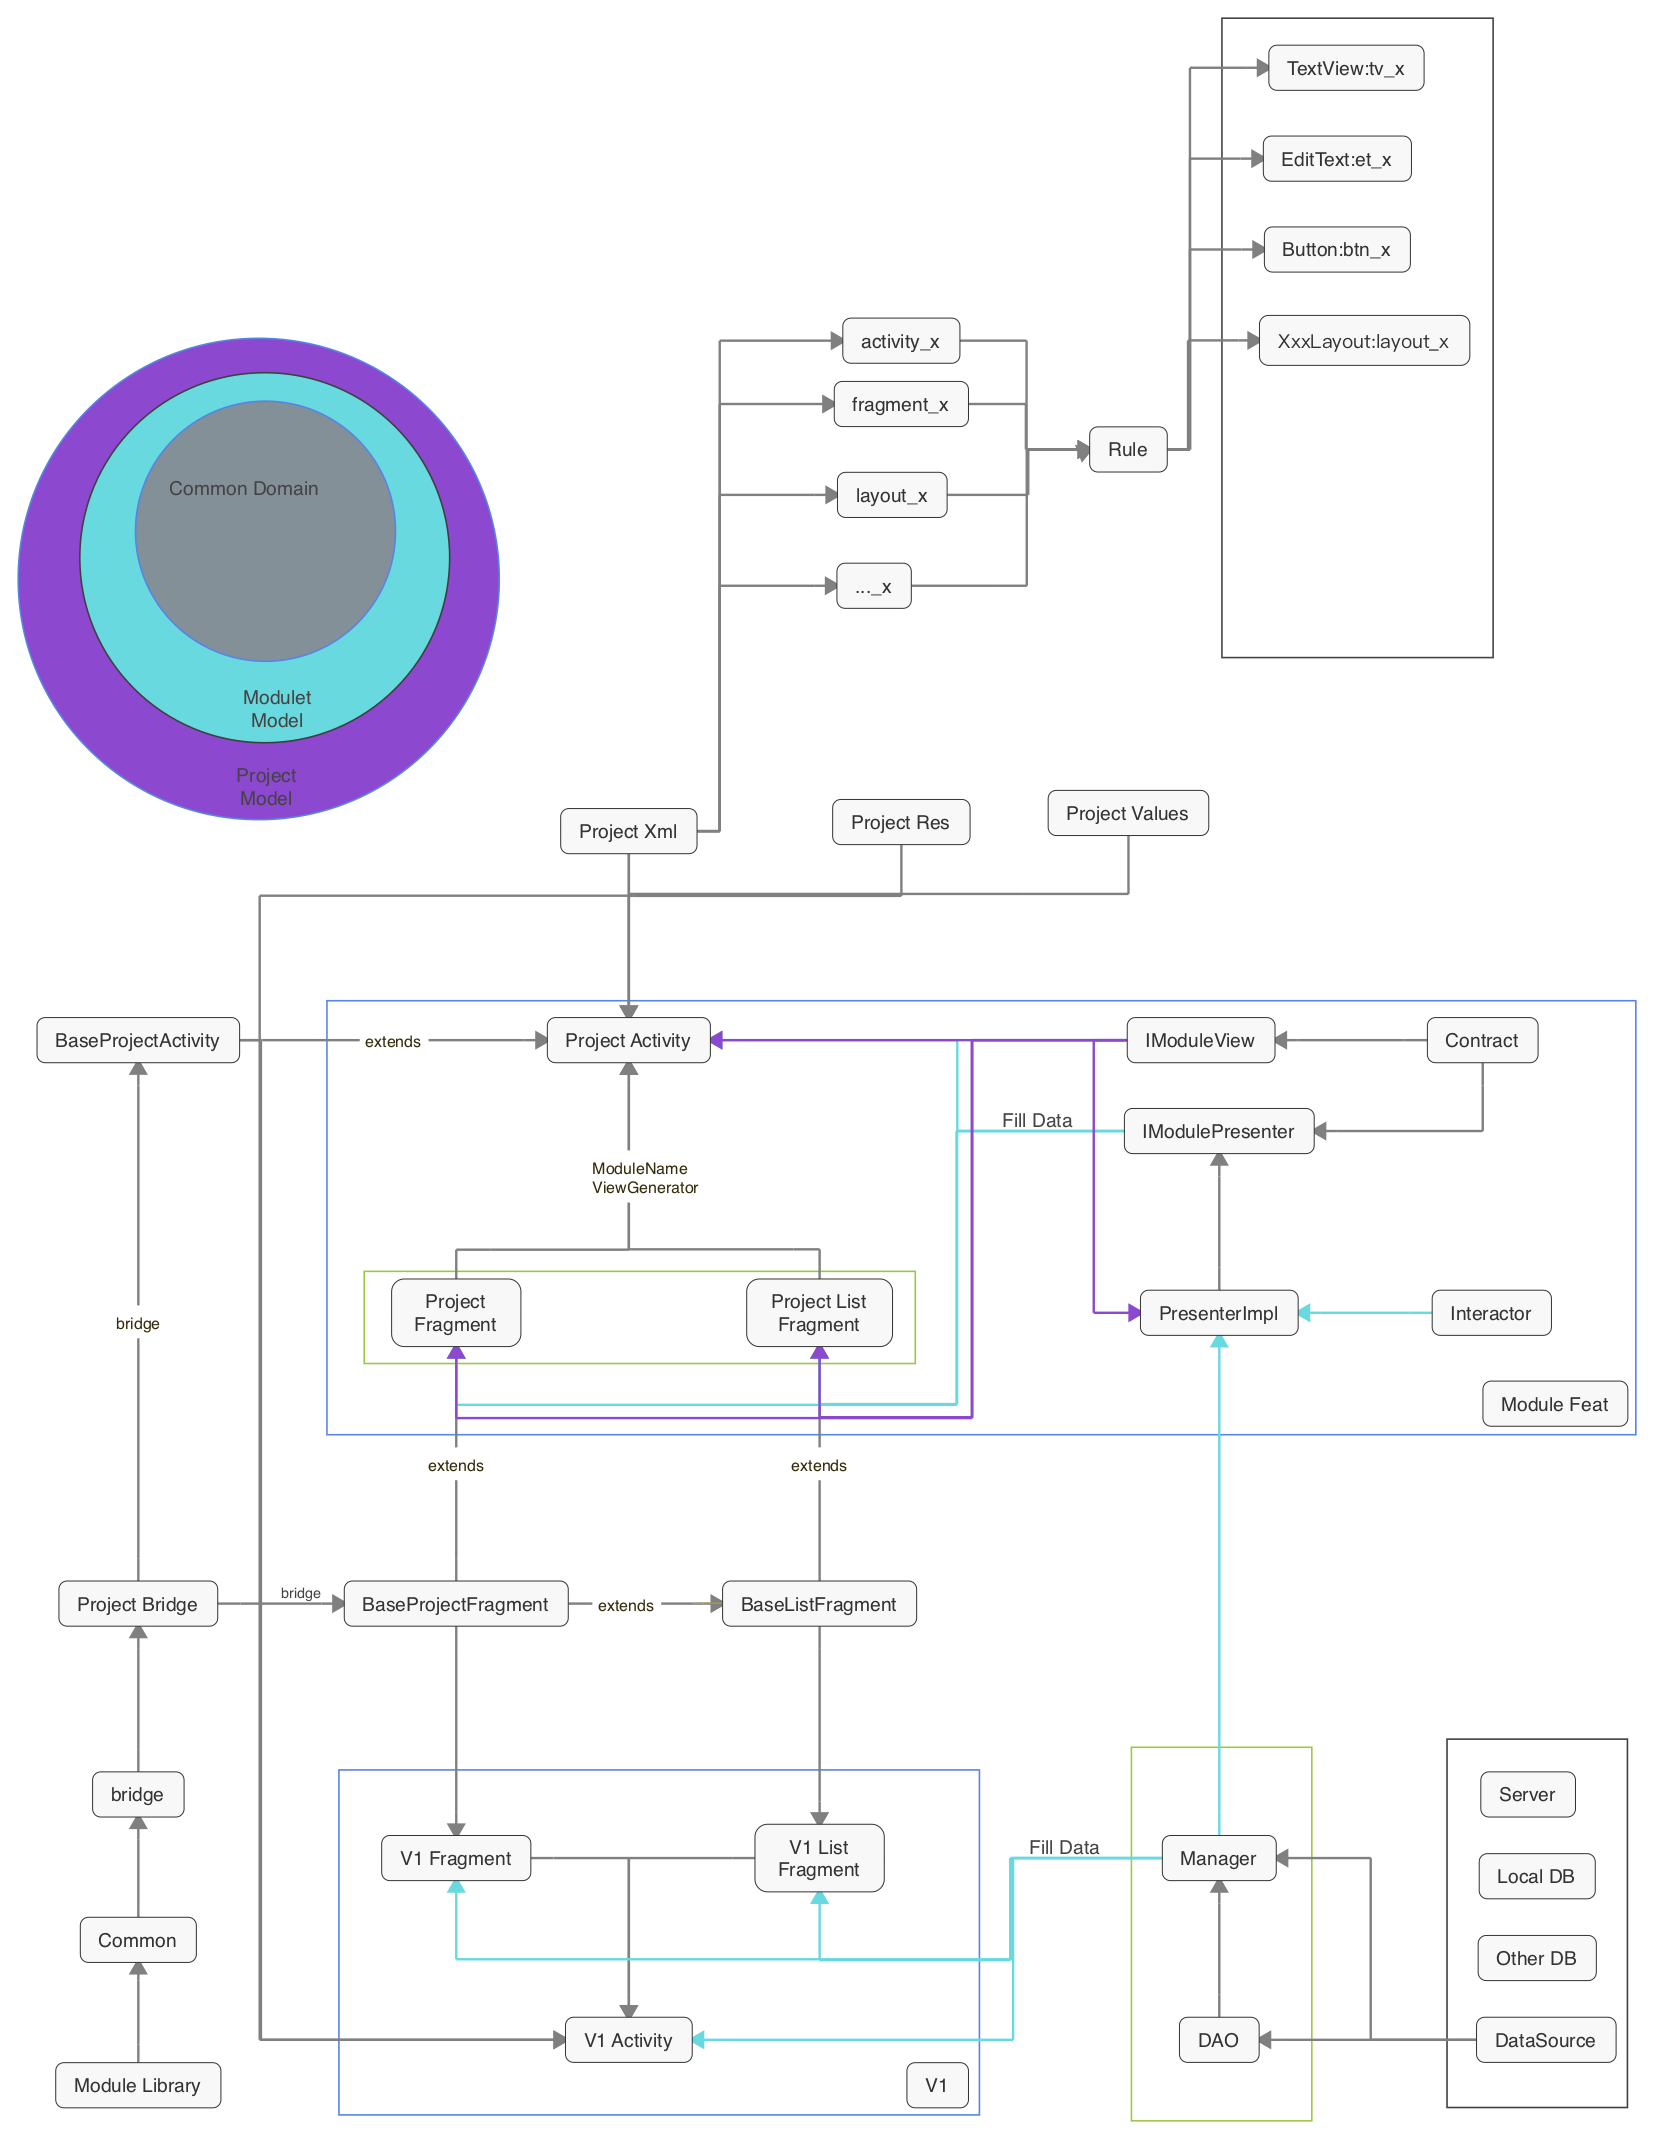 TextView:tv_x
EditText:et_x
Button:btn_x
XxxLayout:layout_x
activity_x
fragment_x
Rule
layout_x
..._x
Common Domain
Modulet
Model
Project
Model
Project Xml
Project Res
Project Values
BaseProjectActivity
extends
Project Activity
IModuleView
Contract
Fill Data
IModulePresenter
ModuleName
ViewGenerator
Project
Fragment
Project List
Fragment
PresenterImpl
Interactor
bridge
Module Feat
extends
extends
Project Bridge
bridge
BaseProjectFragment
extends
BaseListFragment
bridge
Server
V1 Fragment
V1 List
Fragment
Fill Data
Manager
Local DB
Common
Other DB
V1 Activity
DAO
DataSource
Module Library
V1